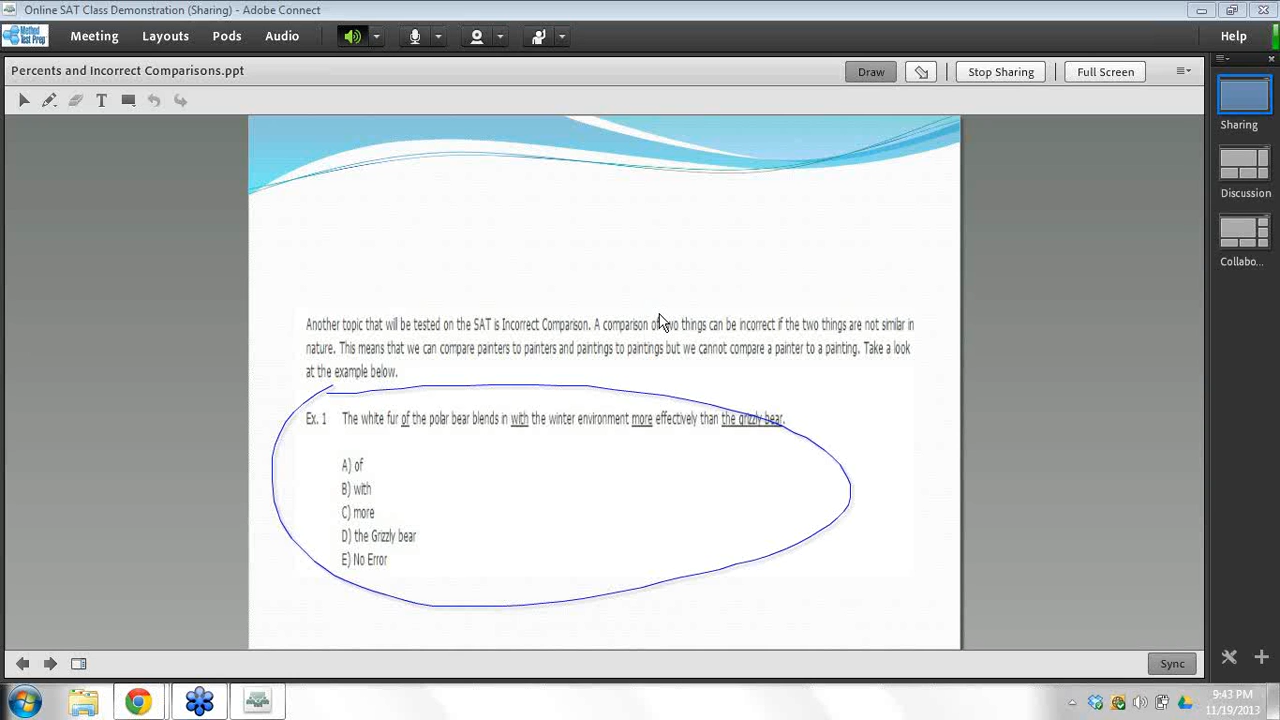 Online SAT Class Demonstration (Sharing) - Adobe Connect
Method Test Prep
Meeting
Layouts
Pods
Audio
Help
Percents and Incorrect Comparisons.ppt
Draw
Stop Sharing
Full Screen
T
Sharing
Discussion
Collabo...
Another topic that will be tested on the SAT is Incorrect Comparison. A comparison of two things can be incorrect if the two things are not similar in
nature. This means that we can compare painters to painters and paintings to paintings but we cannot compare a painter to a painting. Take a look
at the example below.
Ex. 1 The white fur of the polar bear blends in with the winter environment more effectively than the grizzly bear.
A) of
B) with
C) more
D) the Grizzly bear
E) No Error
Sync
9:43 PM
11/19/2013